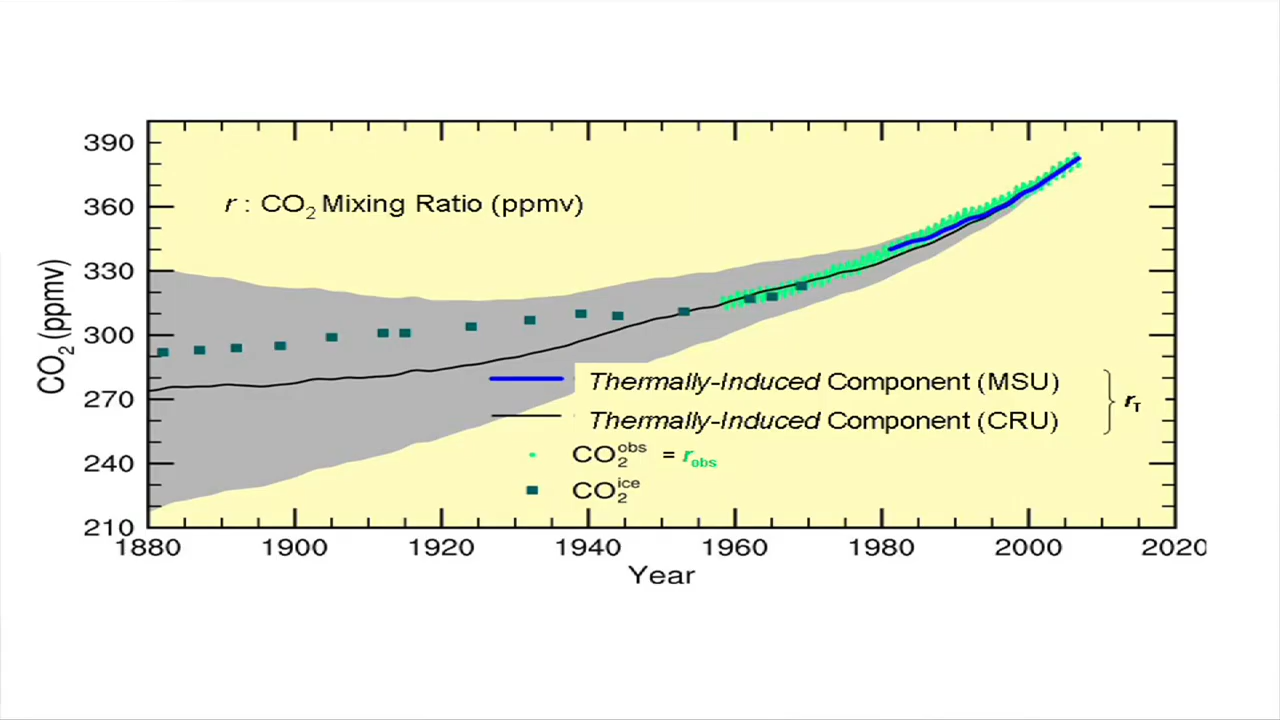 390
360
330
300
270
240
210
CO2 (ppmv)
r : CO2 Mixing Ratio (ppmv)
Thermally-Induced Component (MSU)
Thermally-Induced Component (CRU)
rT
CO2obs = robs
CO2ice
1880 1900 1920 1940 1960 1980 2000 2020
Year